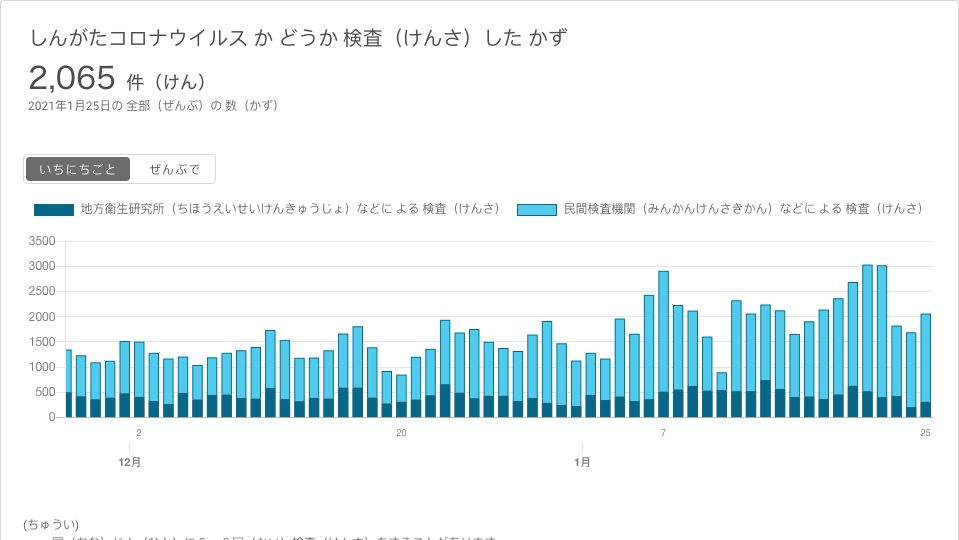 しんがたコロナウイルス か どうか 検査（けんさ）した かず
2,065 件（けん）
2021年1月25日の 全部（ぜんぶ）の 数（かず）
いちにちごと ぜんぶで
地方衛生研究所（ちほうえいせいけんきゅうじょ）などに よる 検査（けんさ） 民間検査機関（みんかんけんさきかん）などに よる 検査（けんさ）
3500
3000
2500
2000
1500
1000
500
0
2 20 7 25
12月 1月
(ちゅうい)